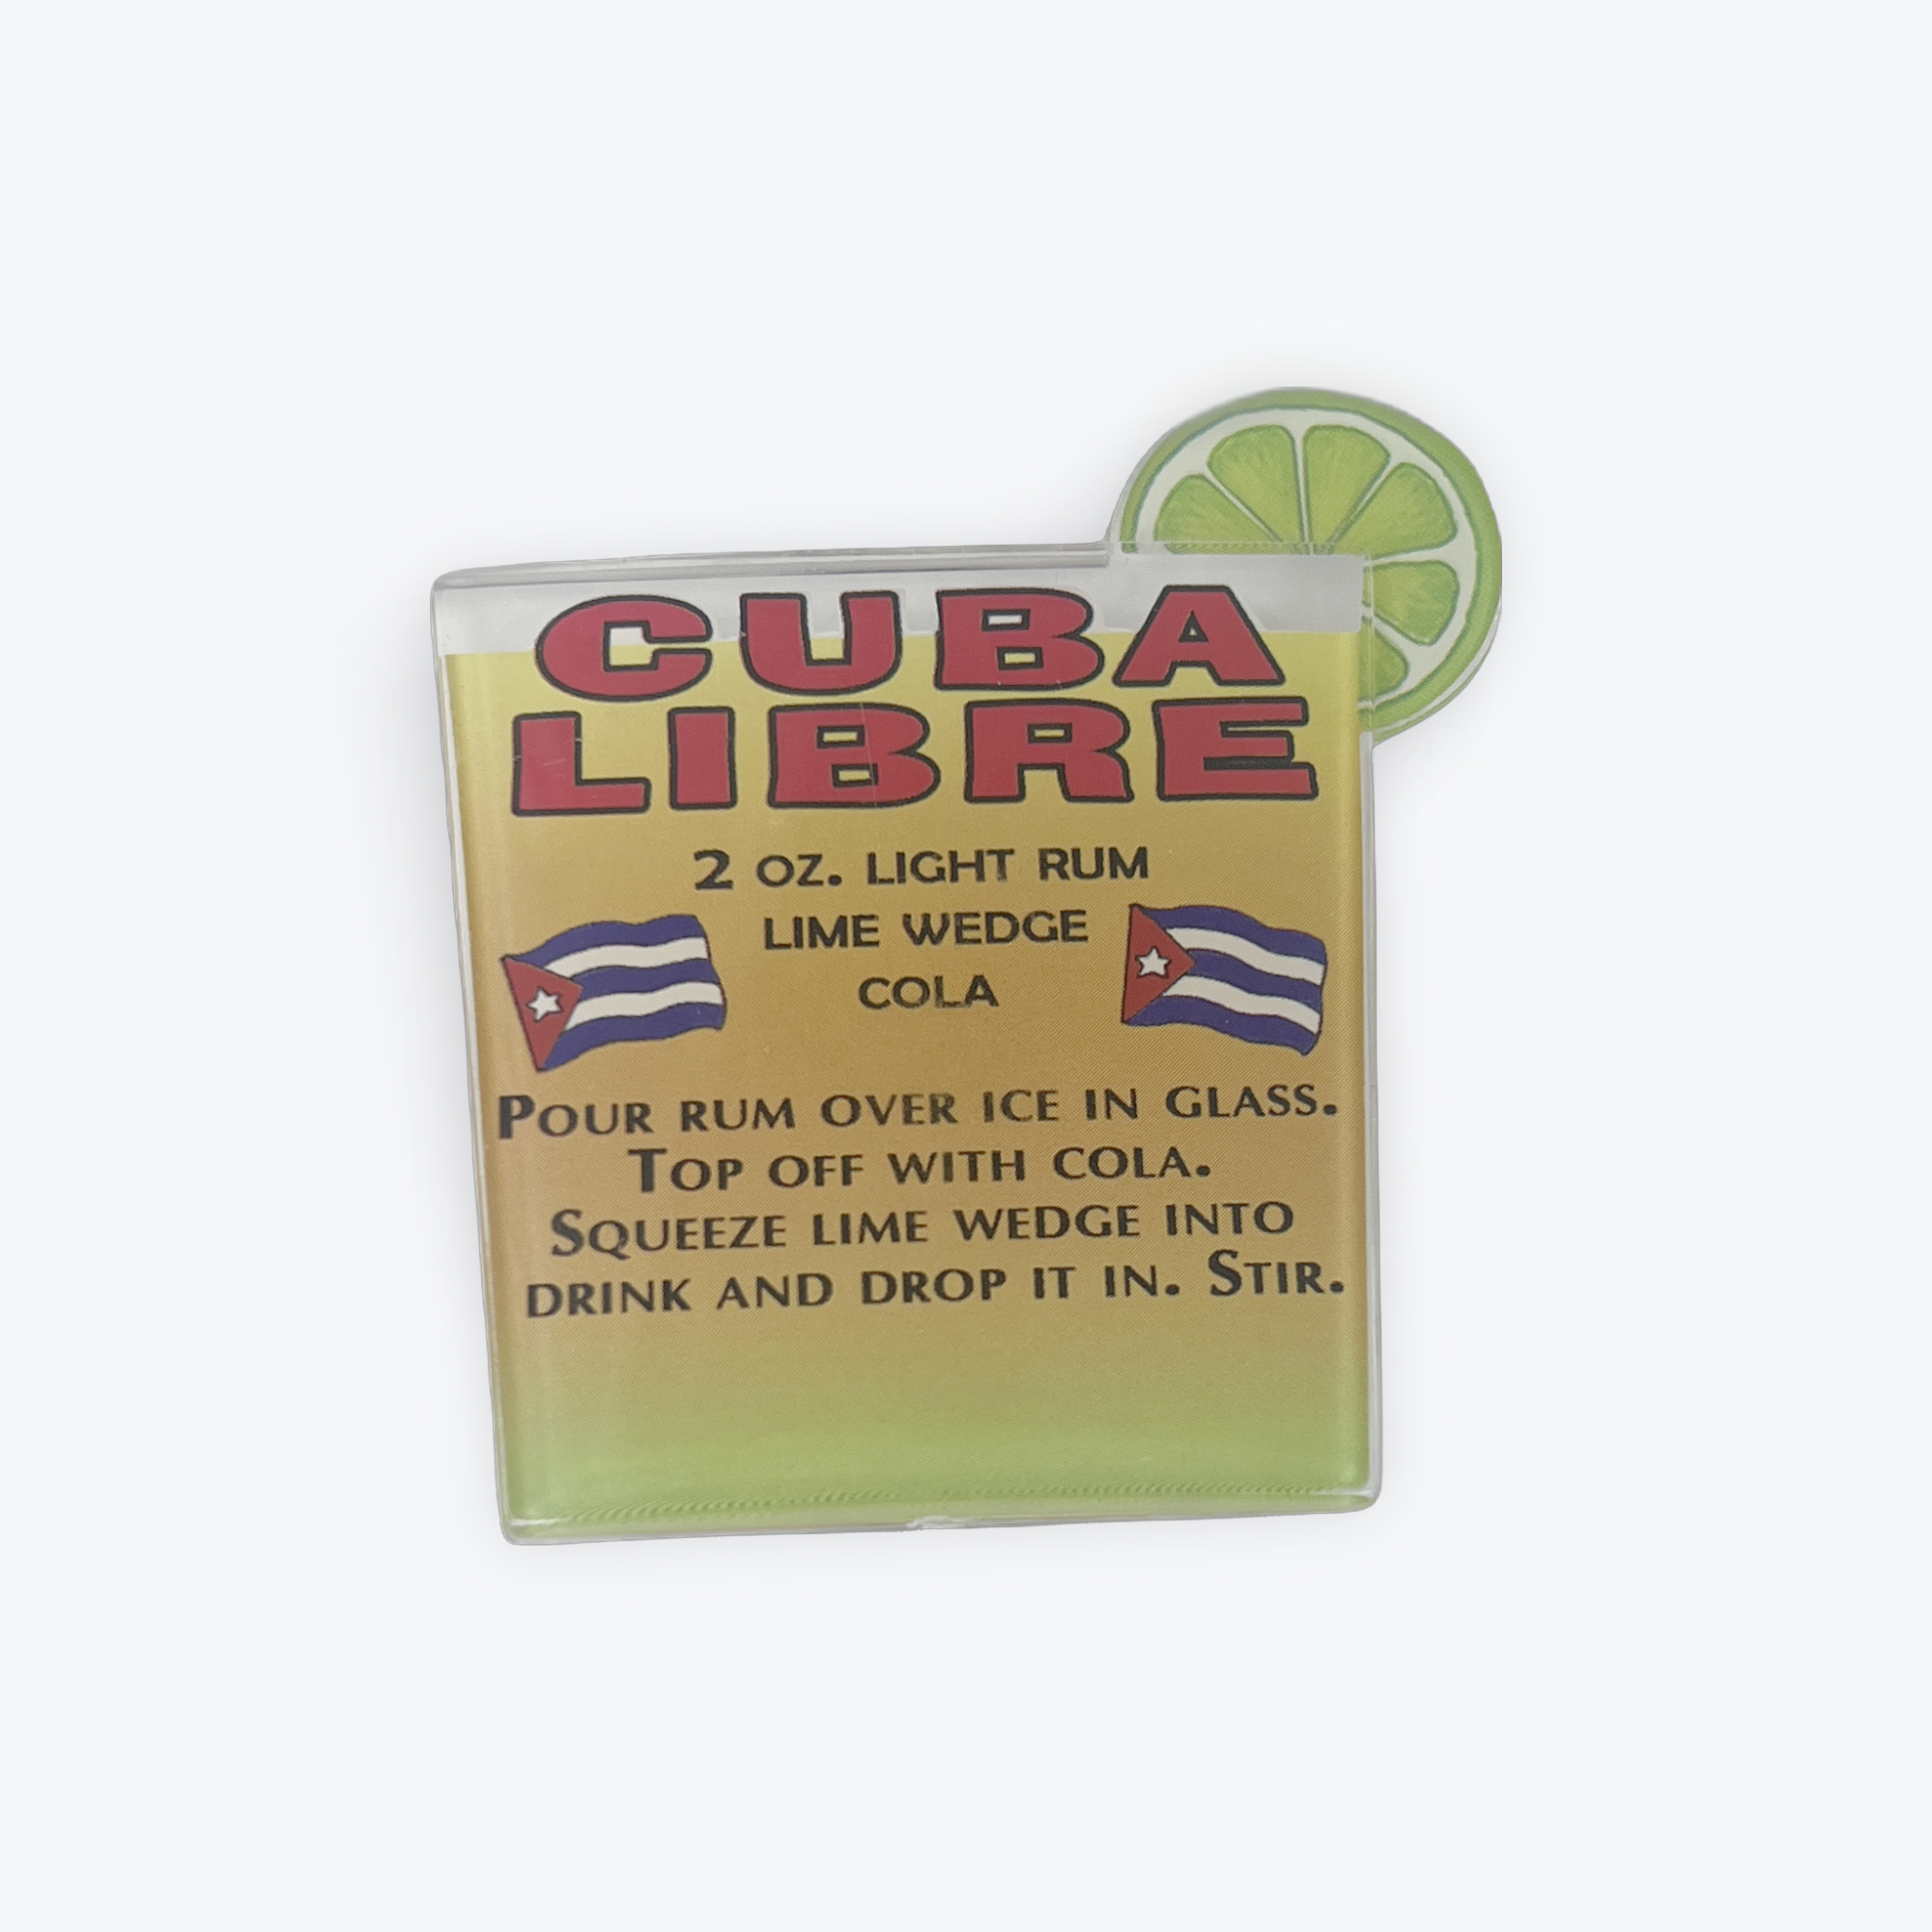 CUBA
LIBRE
2 OZ. LIGHT RUM
LIME WEDGE
COLA
POUR RUM OVER ICE IN GLASS.
TOP OFF WITH COLA.
SQUEEZE LIME WEDGE INTO
DRINK AND DROP IT IN. STIR.